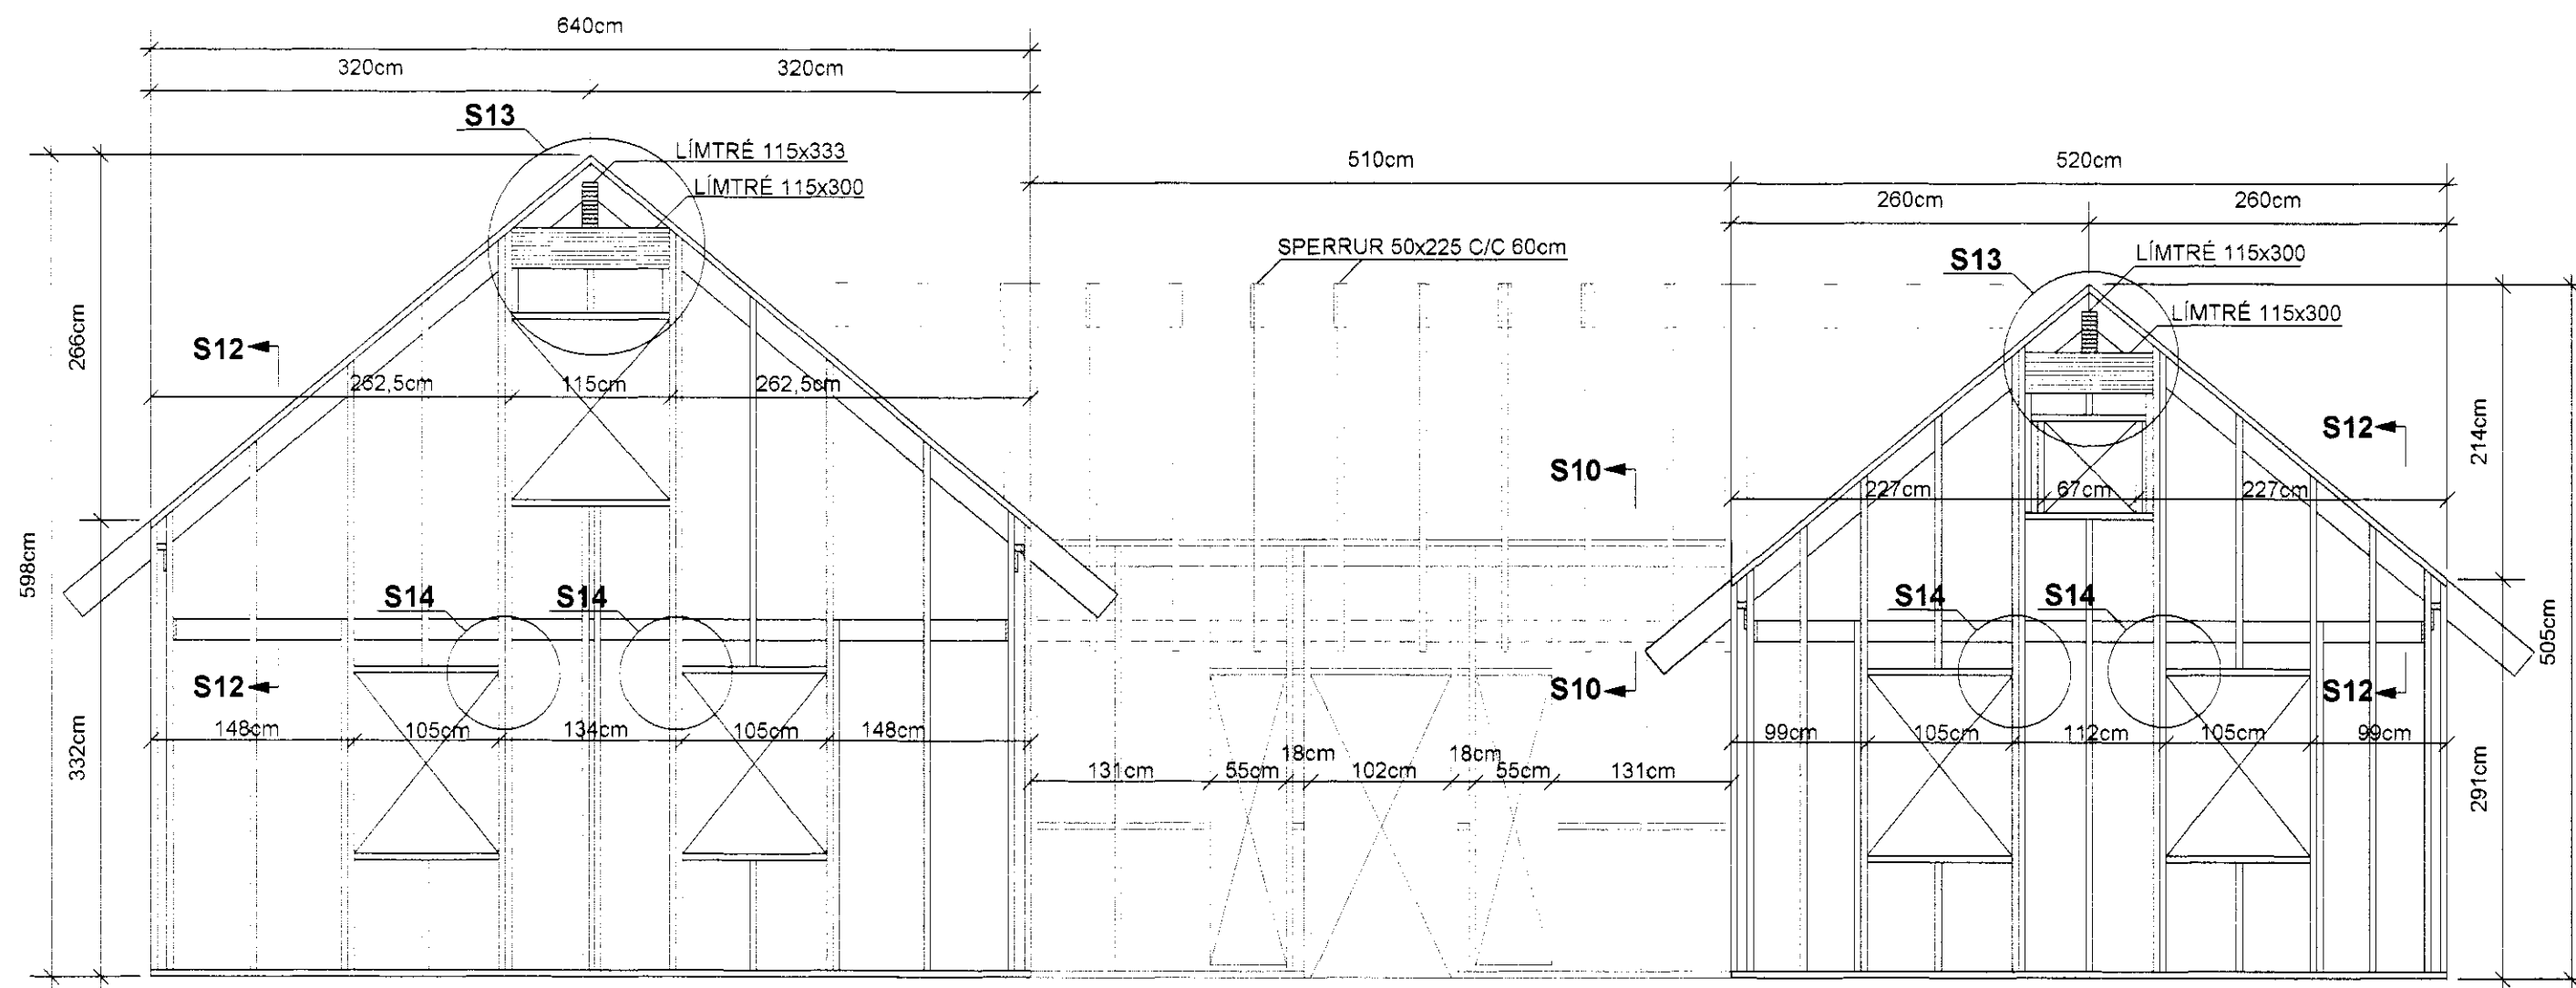 640cm
320cm 320cm
S13
LÍMTRÉ 115x333
LÍMTRÉ 115x300
510cm
520cm
260cm 260cm
SPERRUR 50x225 C/C 60cm
S13
LÍMTRÉ 115x300
LÍMTRÉ 115x300
266cm
S12
262,5cm 115cm 262,5cm
S12
214cm
S10
227cm 67cm 227cm
598cm
S14 S14
S14 S14
505cm
S12
S10
S12
332cm
148cm 105cm 134cm 105cm 148cm
99cm 105cm 112cm 105cm 99cm
18cm 18cm
131cm 55cm 102cm 55cm 131cm
291cm